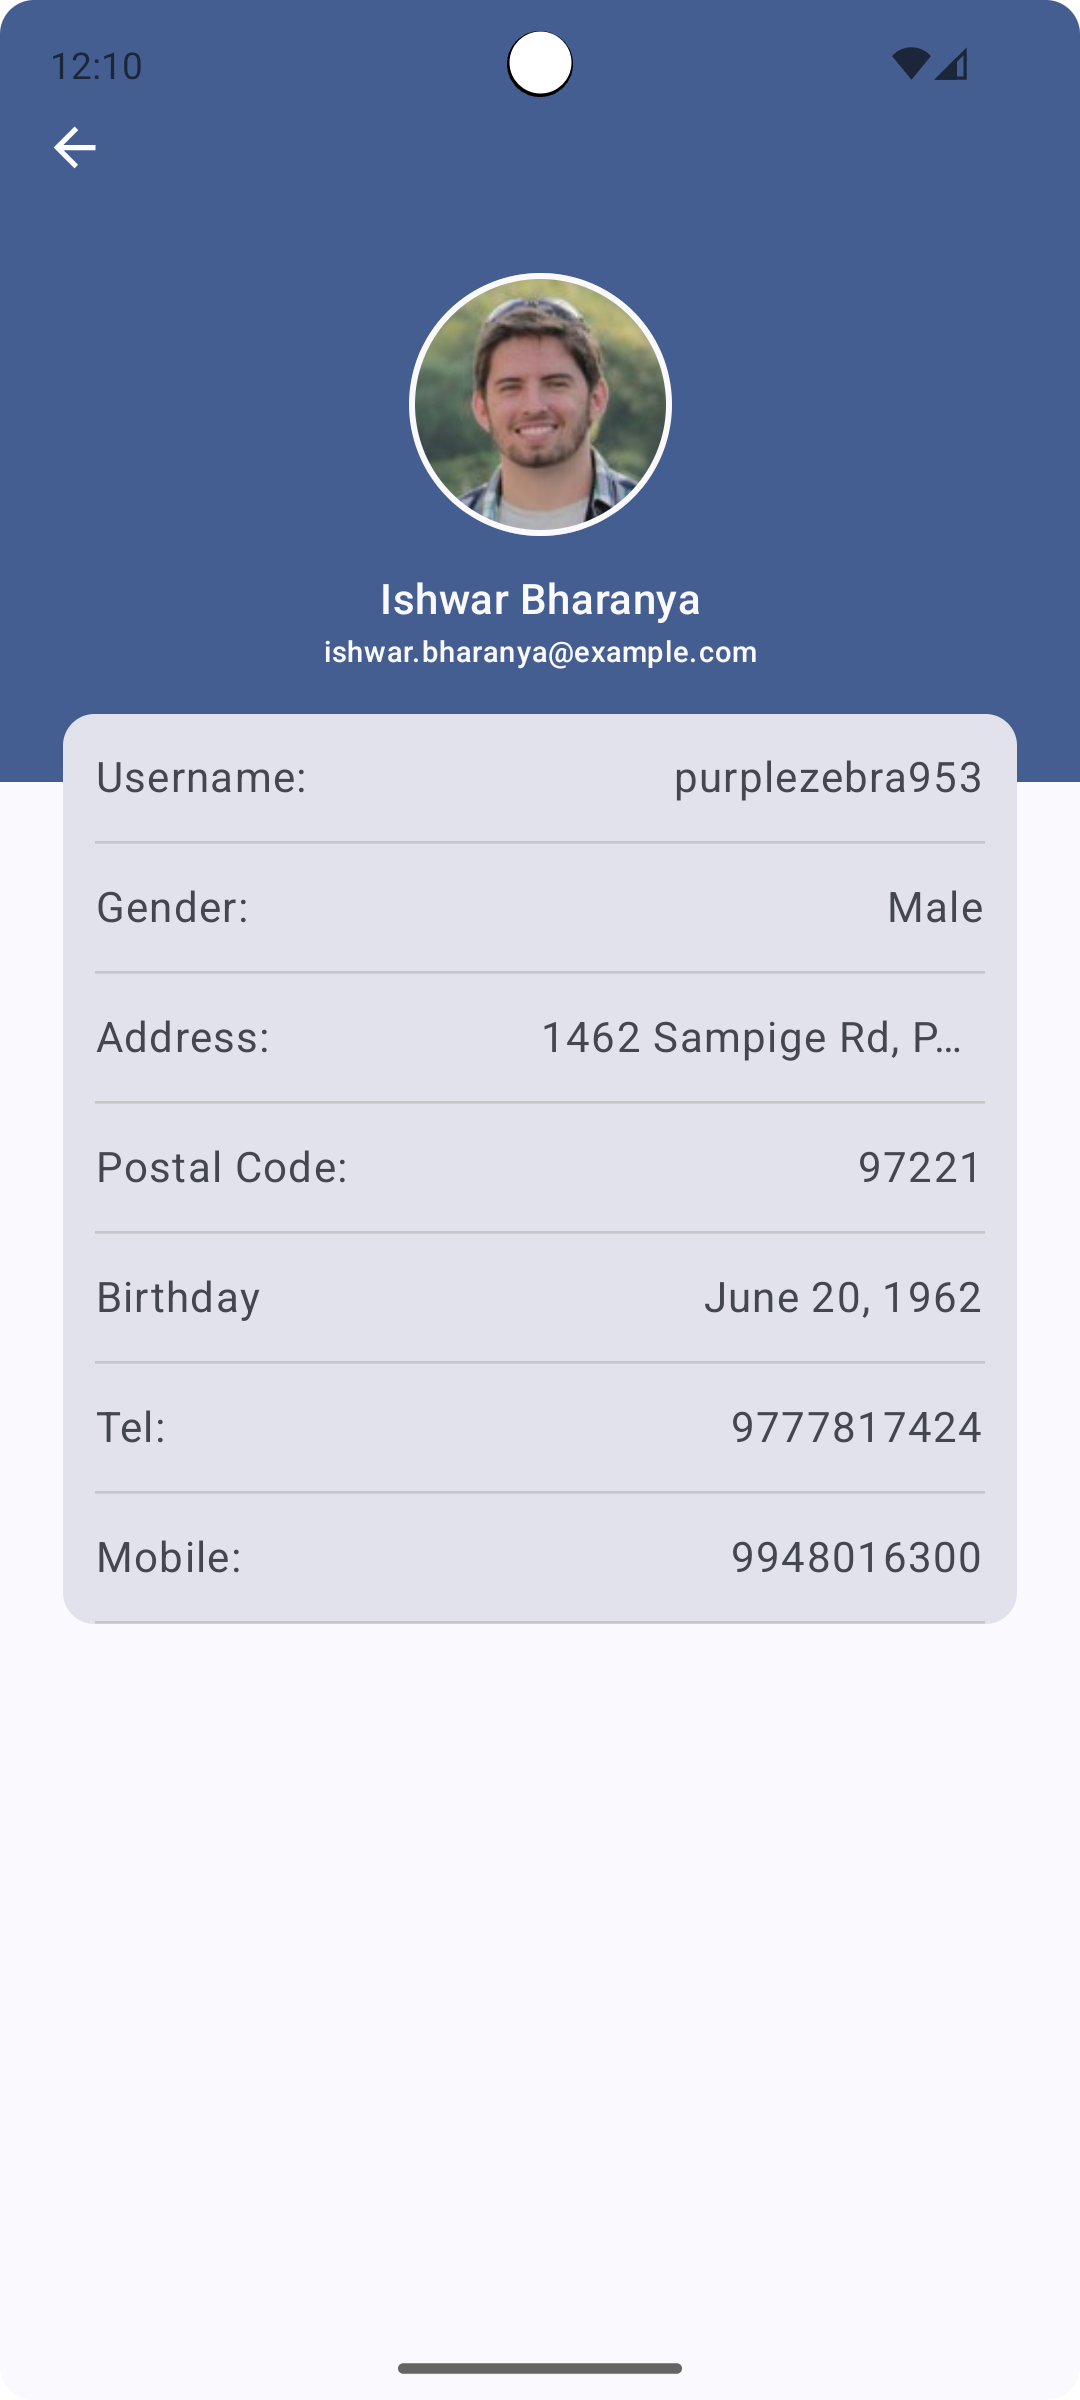 12:10
Ishwar Bharanya
ishwar.bharanya@example.com
Username: purplezebra953
Gender: Male
Address: 1462 Sampige Rd, P…
Postal Code: 97221
Birthday June 20, 1962
Tel: 9777817424
Mobile: 9948016300